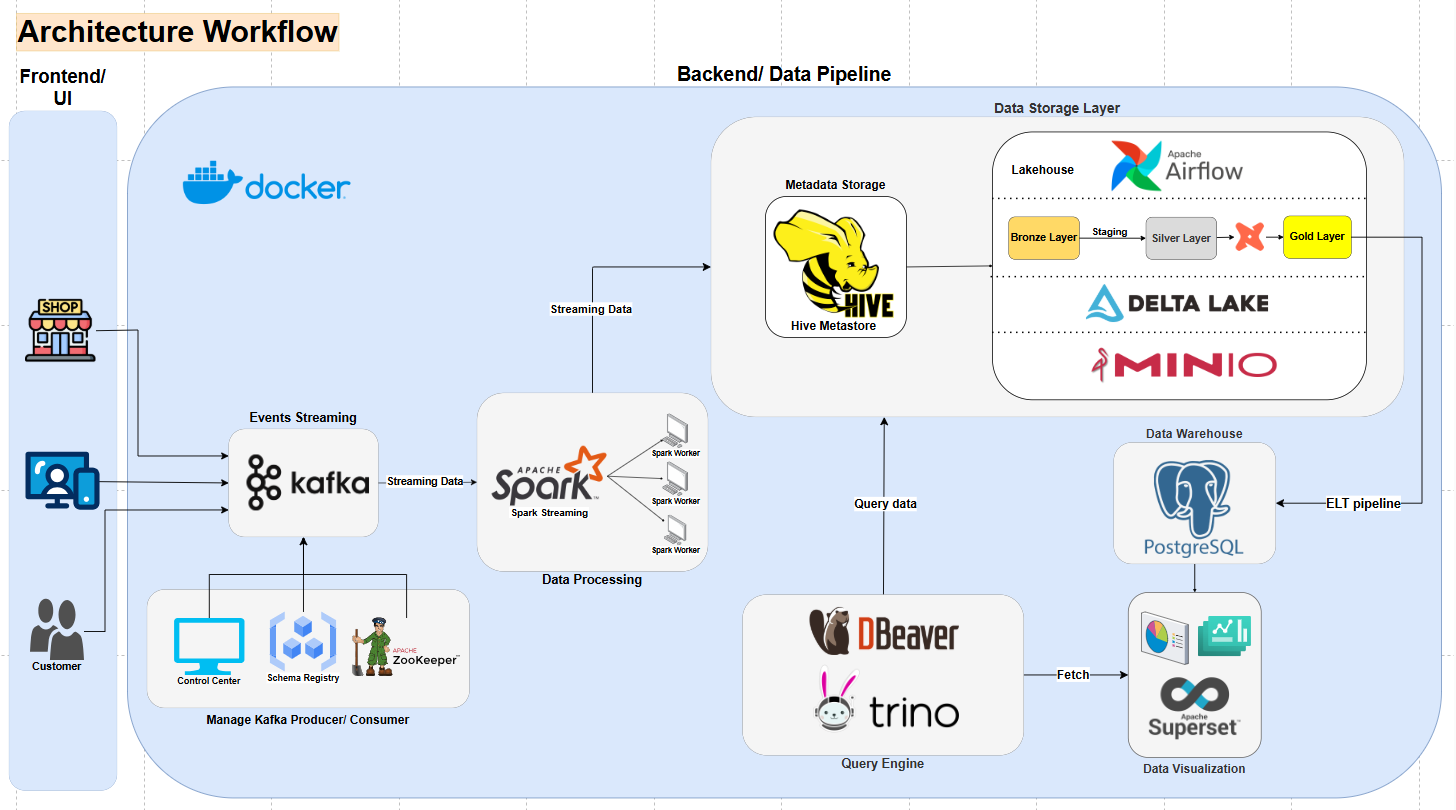 Architecture Workflow
Frontend/
UI
Backend/ Data Pipeline
Data Storage Layer
docker
Metadata Storage
HIVE
Hive Metastore
Lakehouse
Apache
Airflow
Bronze Layer
Staging
Silver Layer
Gold Layer
DELTA LAKE
MINIO
SHOP
Streaming Data
Events Streaming
kafka
Streaming Data
APACHE
Spark
Spark Streaming
Spark Worker
Spark Worker
Spark Worker
Data Processing
Query data
Data Warehouse
PostgreSQL
ELT pipeline
Customer
Control Center
Schema Registry
APACHE
ZooKeeper
Manage Kafka Producer/ Consumer
DBeaver
trino
Query Engine
Fetch
Apache
Superset
Data Visualization